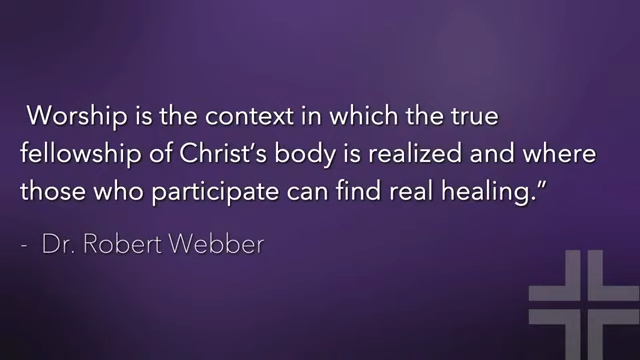 Worship is the context in which the true
fellowship of Christ’s body is realized and where
those who participate can find real healing.”
- Dr. Robert Webber